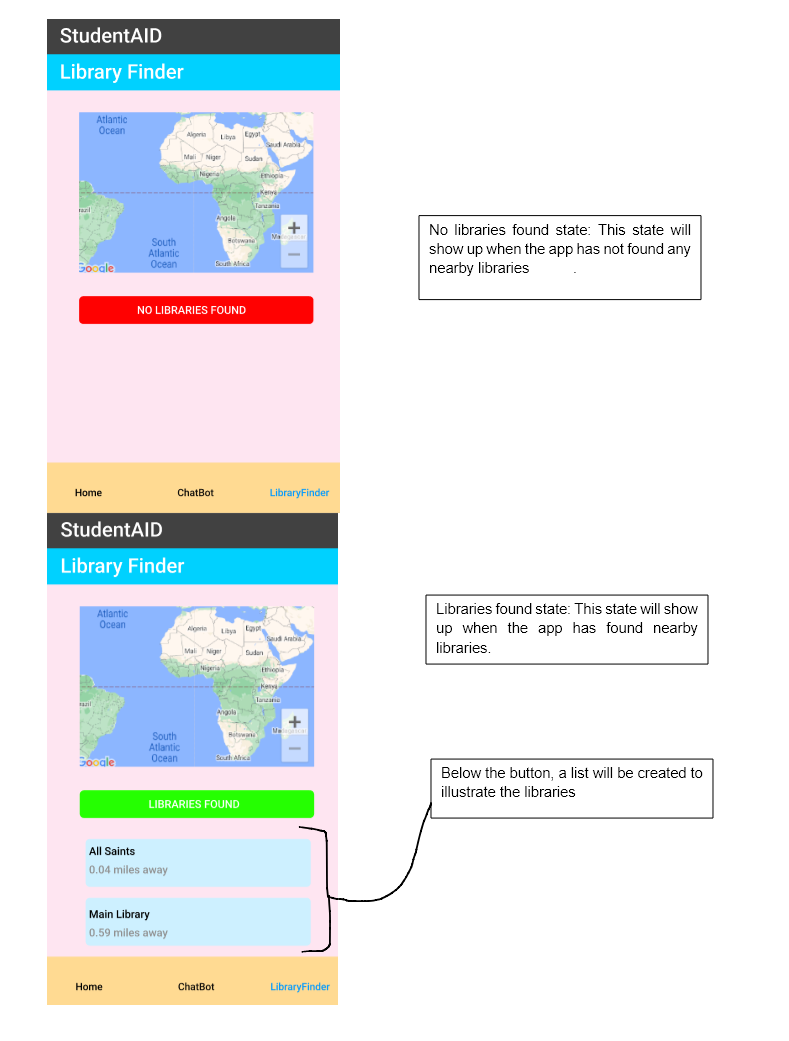 StudentAID
Library Finder
Atlantic
Ocean
Algeria
Libya
Egypt
Saudi Arabia
Mali
Niger
Sudan
Nigeria
Ethiopia
Kenya
Tanzania
razil
Angola
Botswana
South
Atlantic
Ocean
South Africa
Google
+
−
NO LIBRARIES FOUND
Home
ChatBot
LibraryFinder
No libraries found state: This state will
show up when the app has not found any
nearby libraries .
StudentAID
Library Finder
Atlantic
Ocean
Algeria
Libya
Egypt
Saudi Arabia
Mali
Niger
Sudan
Nigeria
Ethiopia
Kenya
Tanzania
razil
Angola
Botswana
Madagascar
South
Atlantic
Ocean
South Africa
Google
+
−
LIBRARIES FOUND
All Saints
0.04 miles away
Main Library
0.59 miles away
Home
ChatBot
LibraryFinder
Libraries found state: This state will show
up when the app has found nearby
libraries.
Below the button, a list will be created to
illustrate the libraries